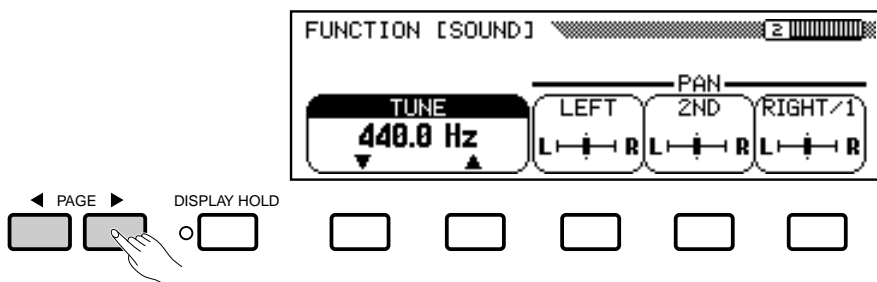 FUNCTION [SOUND] 2
PAN
TUNE LEFT 2ND RIGHT/1
440.0 Hz L R L R L R
◀ PAGE ▶ DISPLAY HOLD